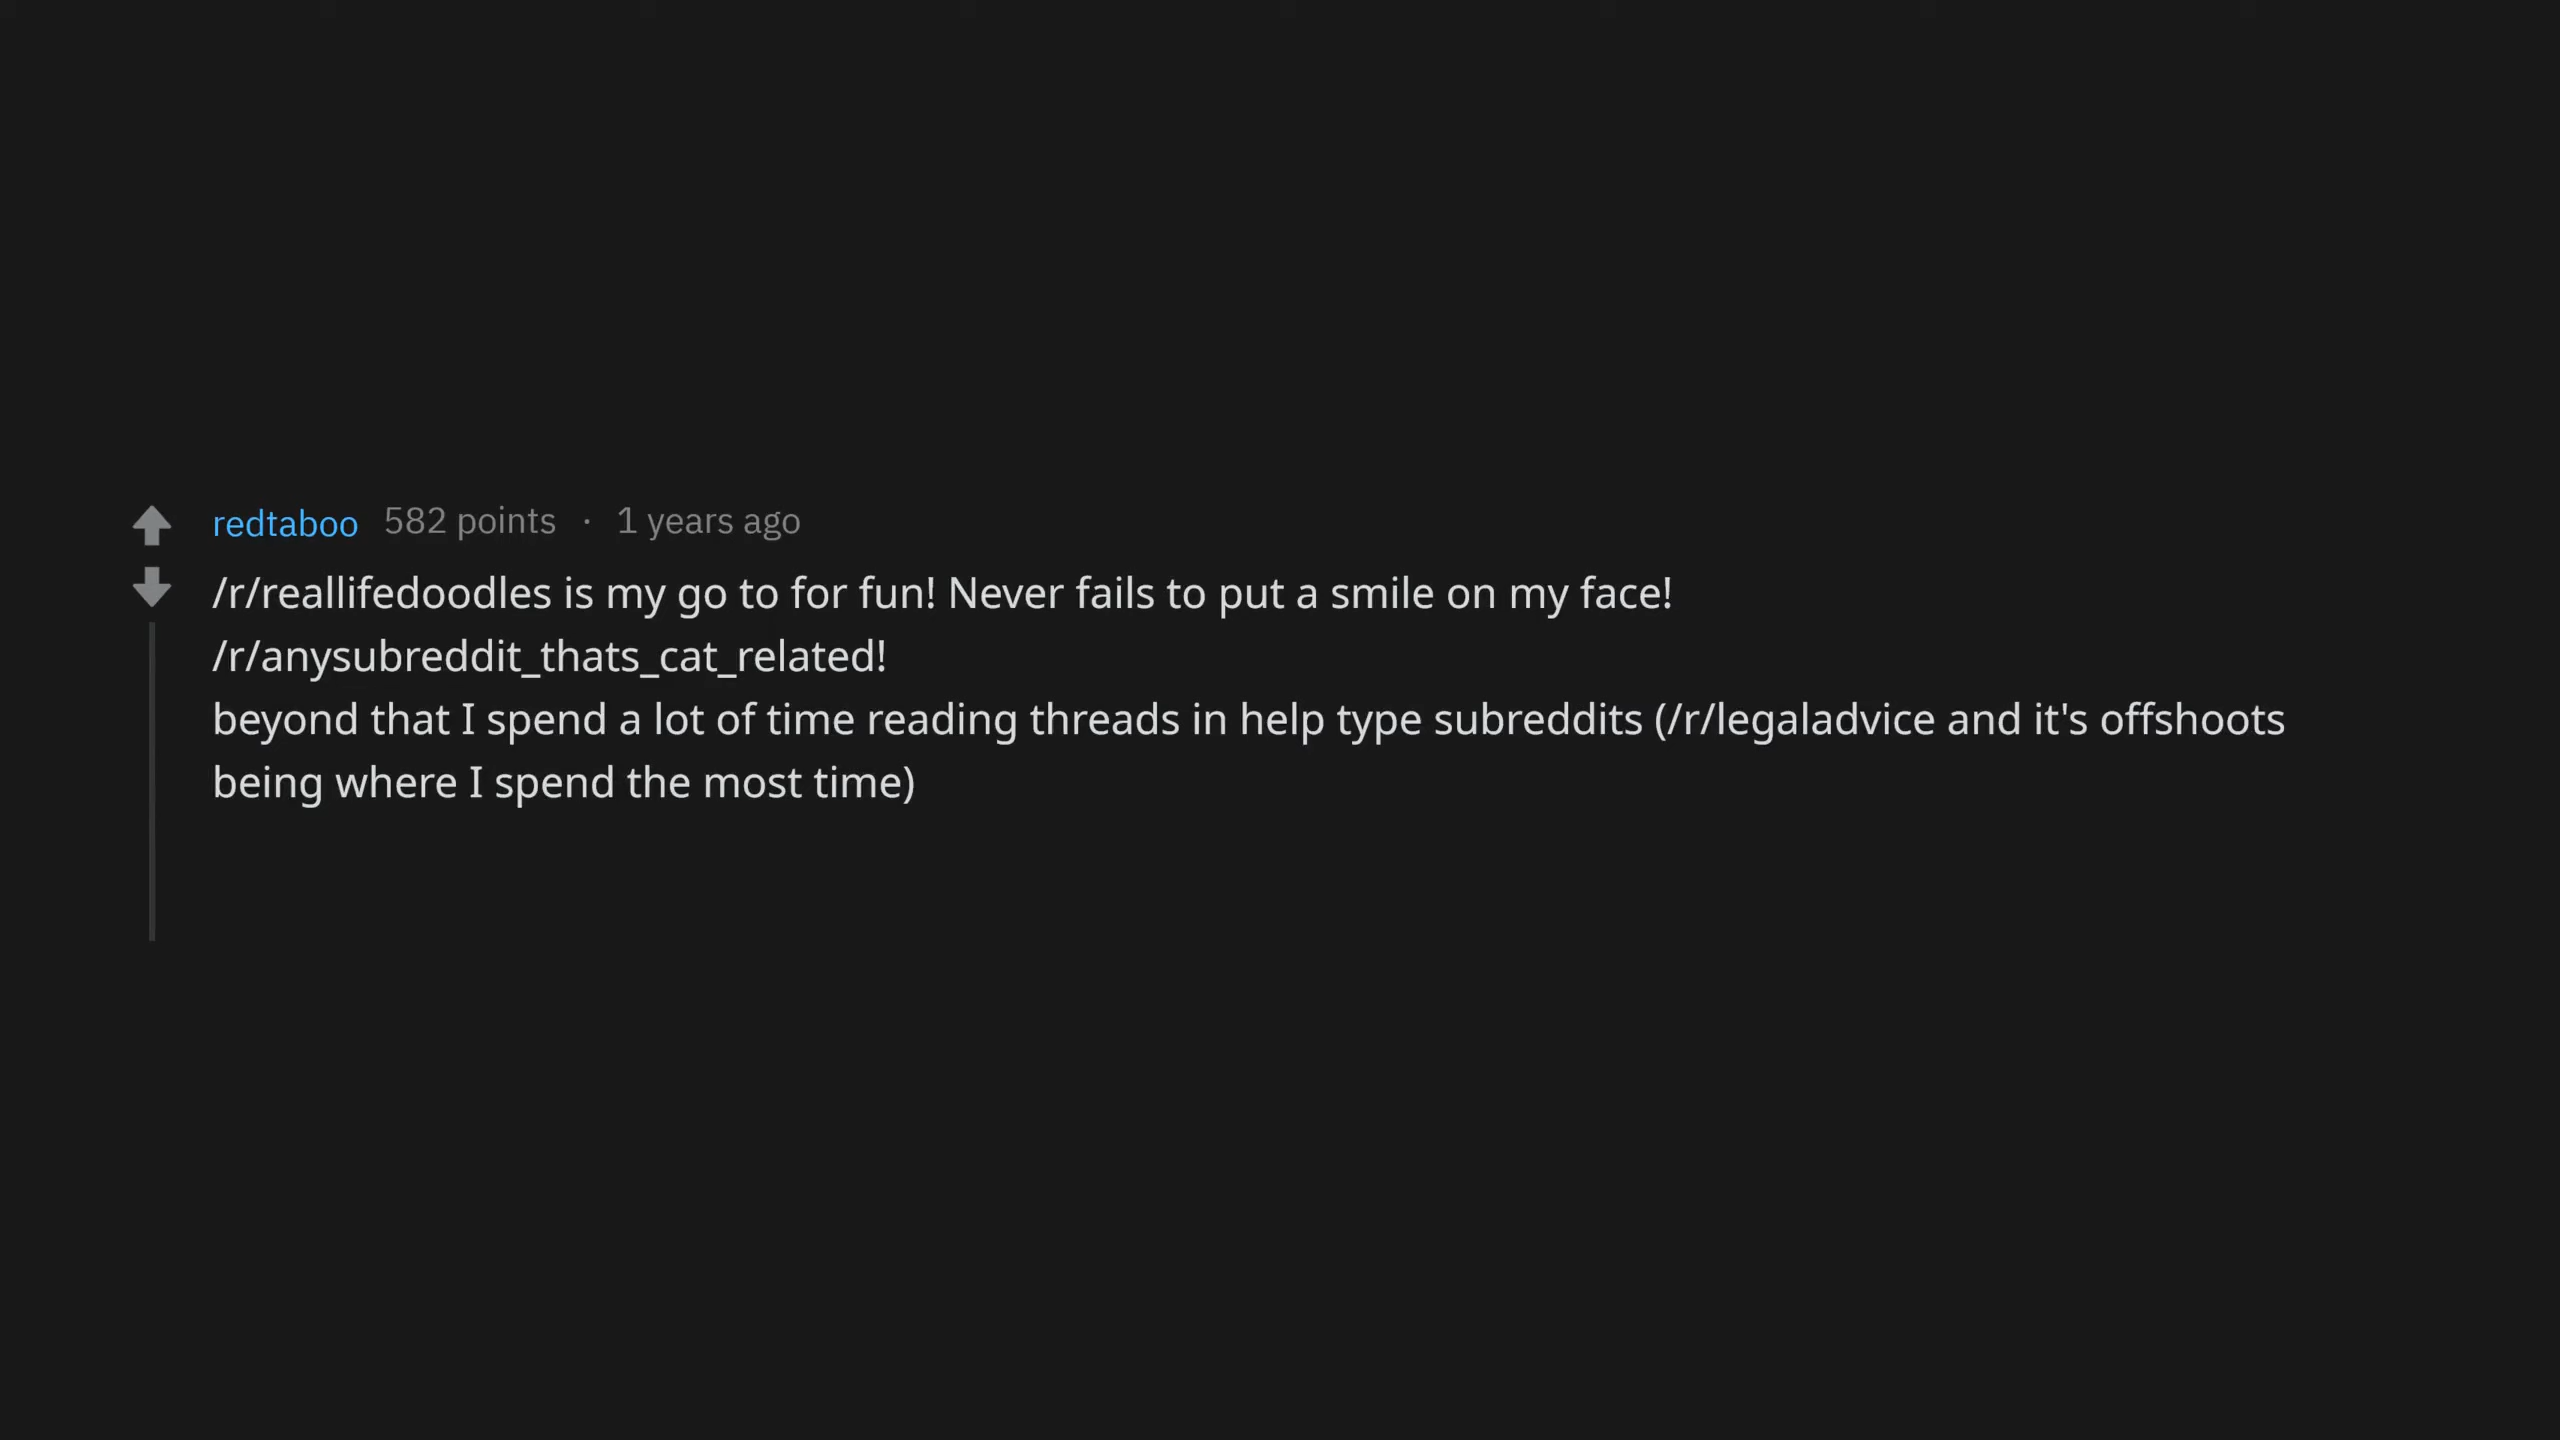 redtaboo 582 points · 1 years ago
/r/reallifedoodles is my go to for fun! Never fails to put a smile on my face!
/r/anysubreddit_thats_cat_related!
beyond that I spend a lot of time reading threads in help type subreddits (/r/legaladvice and it's offshoots
being where I spend the most time)